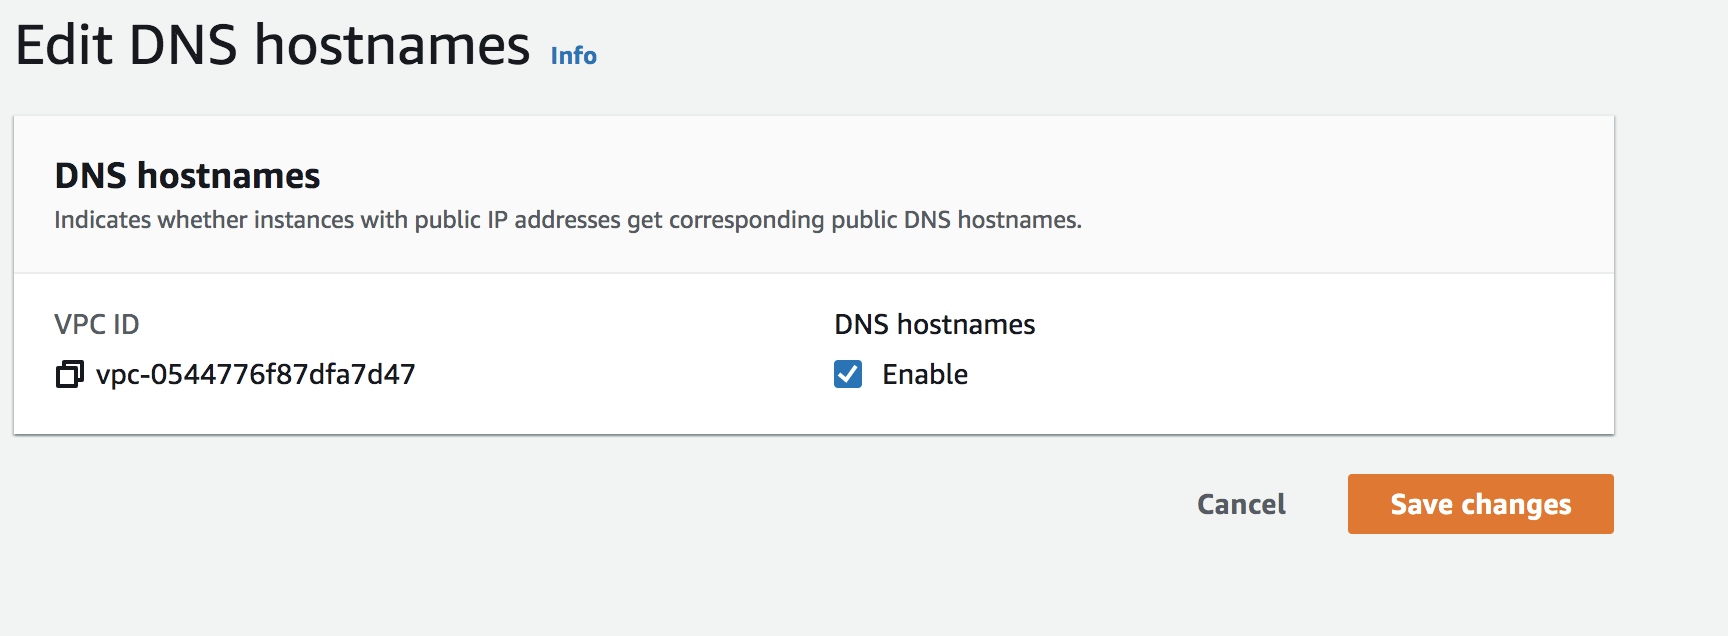 Edit DNS hostnames Info
DNS hostnames
Indicates whether instances with public IP addresses get corresponding public DNS hostnames.
VPC ID
vpc-0544776f87dfa7d47
DNS hostnames
Enable
Cancel
Save changes